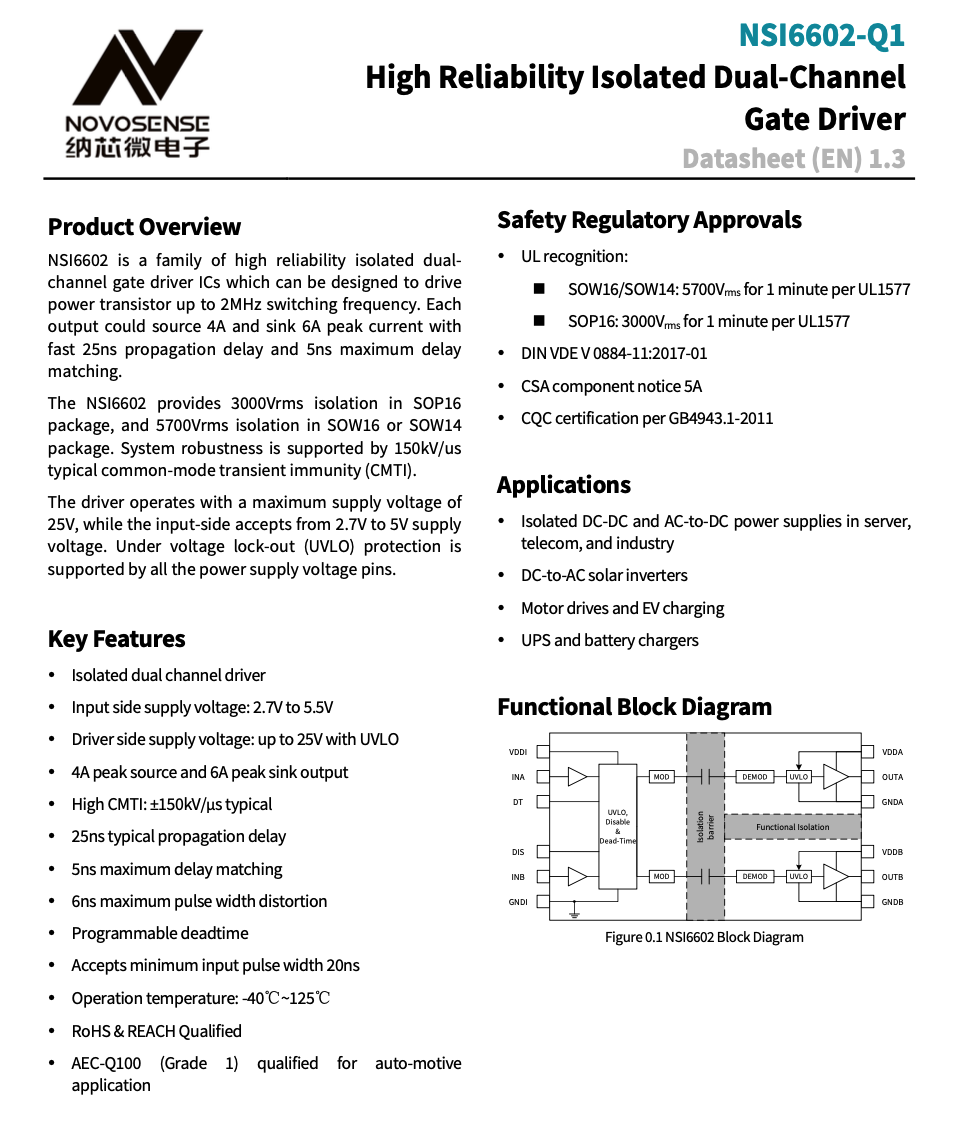 NOVOSENSE
纳芯微电子
NSI6602-Q1
High Reliability Isolated Dual-Channel
Gate Driver
Datasheet (EN) 1.3
Product Overview
NSI6602 is a family of high reliability isolated dual-
channel gate driver ICs which can be designed to drive
power transistor up to 2MHz switching frequency. Each
output could source 4A and sink 6A peak current with
fast 25ns propagation delay and 5ns maximum delay
matching.
The NSI6602 provides 3000Vrms isolation in SOP16
package, and 5700Vrms isolation in SOW16 or SOW14
package. System robustness is supported by 150kV/us
typical common-mode transient immunity (CMTI).
The driver operates with a maximum supply voltage of
25V, while the input-side accepts from 2.7V to 5V supply
voltage. Under voltage lock-out (UVLO) protection is
supported by all the power supply voltage pins.
Key Features
• Isolated dual channel driver
• Input side supply voltage: 2.7V to 5.5V
• Driver side supply voltage: up to 25V with UVLO
• 4A peak source and 6A peak sink output
• High CMTI: ±150kV/μs typical
• 25ns typical propagation delay
• 5ns maximum delay matching
• 6ns maximum pulse width distortion
• Programmable deadtime
• Accepts minimum input pulse width 20ns
• Operation temperature: -40℃~125℃
• RoHS & REACH Qualified
• AEC-Q100 (Grade 1) qualified for auto-motive
application
Safety Regulatory Approvals
• UL recognition:
■ SOW16/SOW14: 5700Vrms for 1 minute per UL1577
■ SOP16: 3000Vrms for 1 minute per UL1577
• DIN VDE V 0884-11:2017-01
• CSA component notice 5A
• CQC certification per GB4943.1-2011
Applications
• Isolated DC-DC and AC-to-DC power supplies in server,
telecom, and industry
• DC-to-AC solar inverters
• Motor drives and EV charging
• UPS and battery chargers
Functional Block Diagram
VDDI
INA
DT
DIS
INB
GNDI
UVLO,
Disable
&
Dead-Time
MOD
MOD
Isolation
barrier
DEMOD
UVLO
Functional Isolation
DEMOD
UVLO
VDDA
OUTA
GNDA
VDDB
OUTB
GNDB
Figure 0.1 NSI6602 Block Diagram